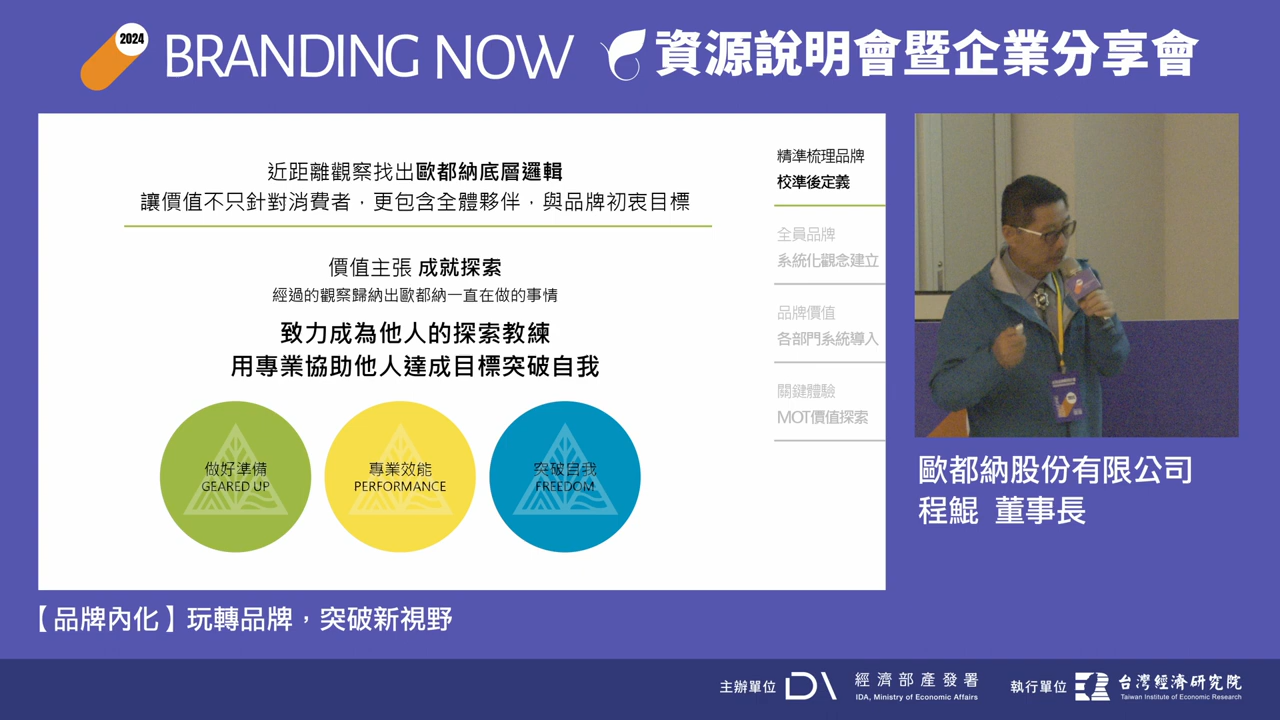 2024
BRANDING NOW 資源說明會暨企業分享會
近距離觀察找出歐都納底層邏輯
讓價值不只針對消費者，更包含全體夥伴，與品牌初衷目標
價值主張 成就探索
經過的觀察歸納出歐都納一直在做的事情
致力成為他人的探索教練
用專業協助他人達成目標突破自我
做好準備
GEARED UP
專業效能
PERFORMANCE
突破自我
FREEDOM
精準梳理品牌
校準後定義
全員品牌
系統化觀念建立
品牌價值
各部門系統導入
關鍵體驗
MOT價值探索
歐都納股份有限公司
程鯤 董事長
【品牌內化】玩轉品牌，突破新視野
主辦單位
經濟部產發署
IDA, Ministry of Economic Affairs
執行單位
台灣經濟研究院
Taiwan Institute of Economic Research